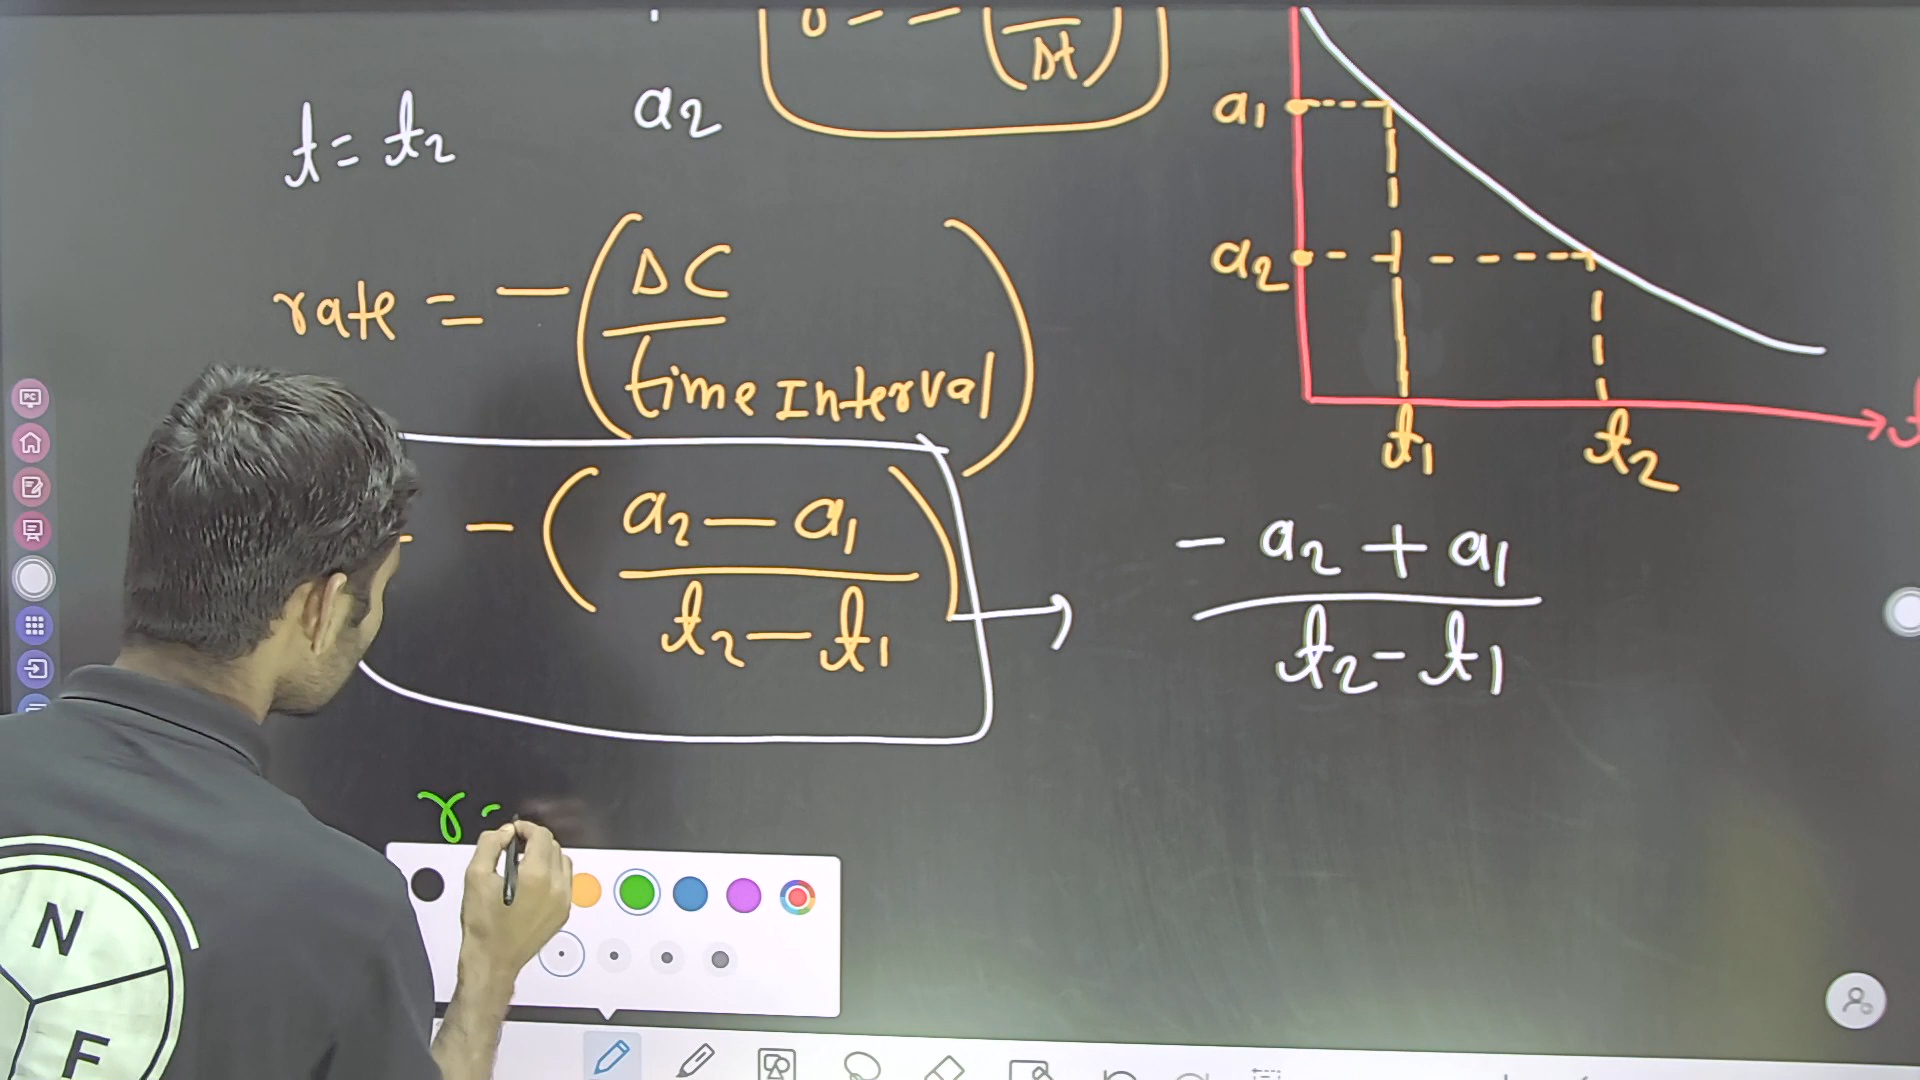 Δt
t = t2 a2
rate = - ( ΔC / time Interval )
- ( a2 - a1 / t2 - t1 ) → - a2 + a1 / t2 - t1
r =
a1
a2
t1 t2
t
PC
N
F